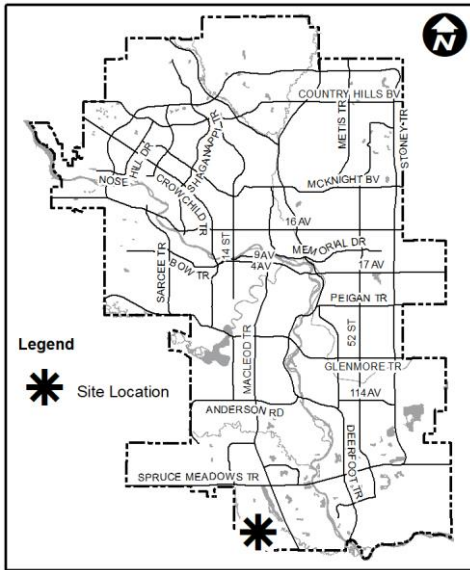 N
COUNTRY HILLS BV
METIS TR
STONEY TR
SHAGANAPPI TR
NOSE HILL DR
CROWCHILD TR
MCKNIGHT BV
14 ST
16 AV
MEMORIAL DR
9AV
4AV
17 AV
SARCEE TR
BOW TR
PEIGAN TR
52 ST
MACLEOD TR
GLENMORE TR
114 AV
ANDERSON RD
DEERFOOT TR
SPRUCE MEADOWS TR
Legend
Site Location